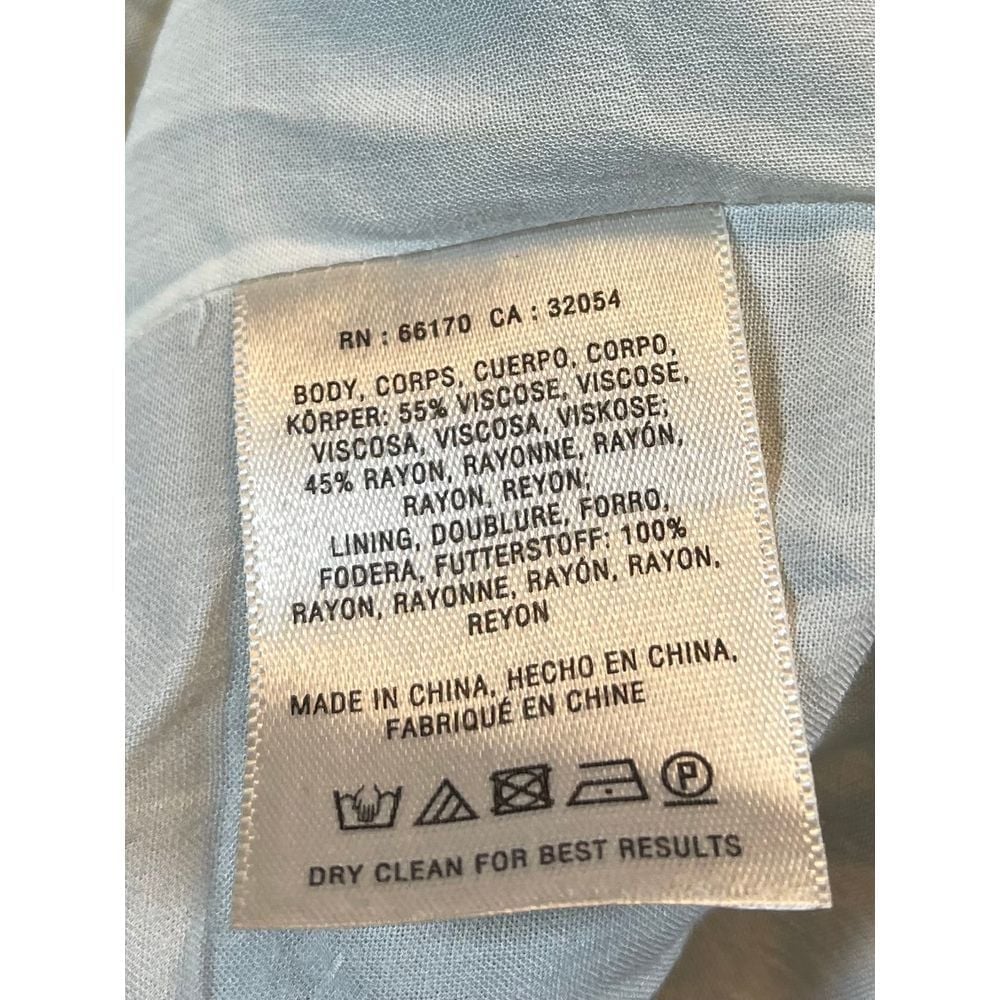 RN : 66170 CA : 32054
BODY, CORPS, CUERPO, CORPO,
KÖRPER: 55% VISCOSE, VISCOSE,
VISCOSA, VISCOSA, VISKOSE;
45% RAYON, RAYONNE, RAYÓN,
RAYON, REYON;
LINING, DOUBLURE, FORRO,
FODERA, FUTTERSTOFF: 100%
RAYON, RAYONNE, RAYÓN, RAYON,
REYON
MADE IN CHINA, HECHO EN CHINA,
FABRIQUÉ EN CHINE
P
DRY CLEAN FOR BEST RESULTS